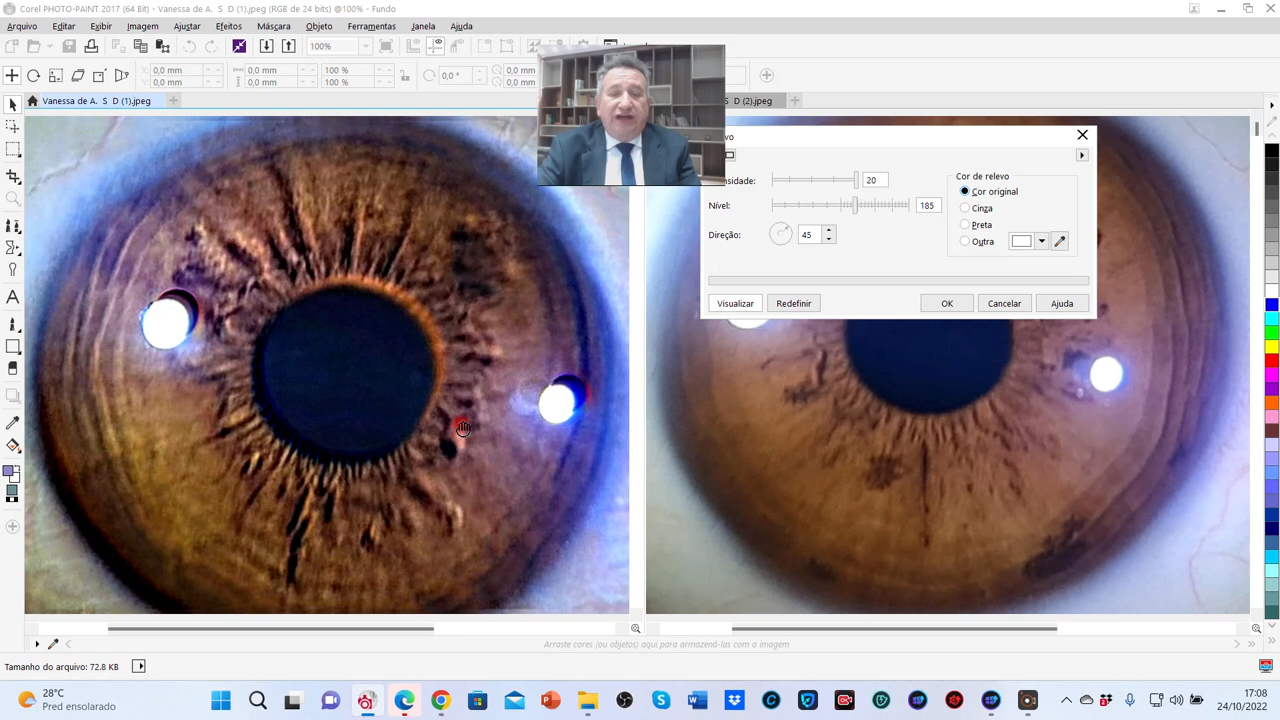 Corel PHOTO-PAINT 2017 (64 Bit) - Vanessa de A. S D (1).jpeg (RGB de 24 bits) @100% - Fundo
Arquivo Editar Exibir Imagem Ajustar Efeitos Máscara Objeto Ferramentas Janela Ajuda
100%
X: 0,0 mm 0,0 mm 100 % 0,0 ° 0,0 mm
Y: 0,0 mm 0,0 mm 100 % 0,0 mm
Vanessa de A. S D (1).jpeg S D (2).jpeg
Cor de relevo
20
Cor original
Nível: 185
Cinza
Preta
Direção: 45
Outra
Visualizar Redefinir OK Cancelar Ajuda
Arraste cores (ou objetos) aqui para armazená-las com a imagem
Tamanho do arquivo: 72.8 KB
28°C
Pred ensolarado
17:08
24/10/2022